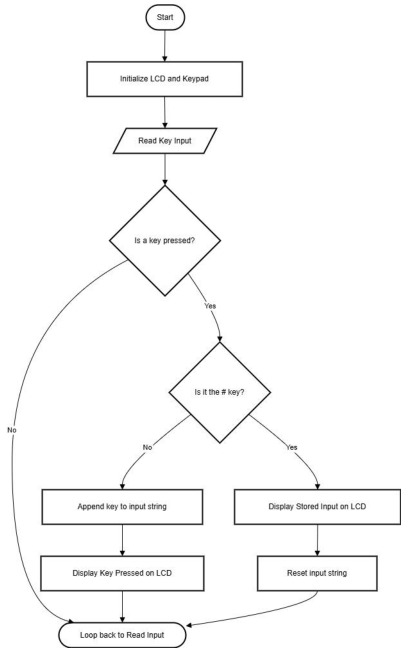 Start
Initialize LCD and Keypad
Read Key Input
Is a key pressed?
Yes
Is it the # key?
No
No
Yes
Append key to input string
Display Stored Input on LCD
Display Key Pressed on LCD
Reset input string
Loop back to Read Input